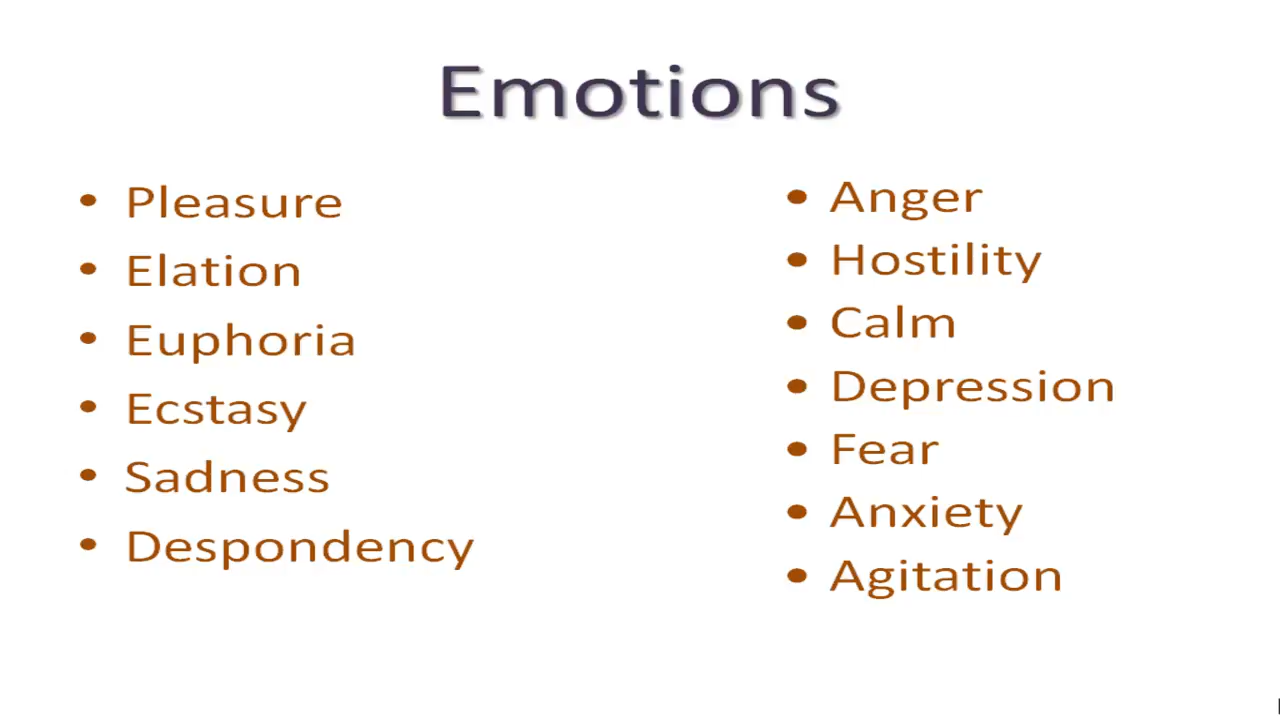 Emotions
• Pleasure
• Elation
• Euphoria
• Ecstasy
• Sadness
• Despondency
• Anger
• Hostility
• Calm
• Depression
• Fear
• Anxiety
• Agitation